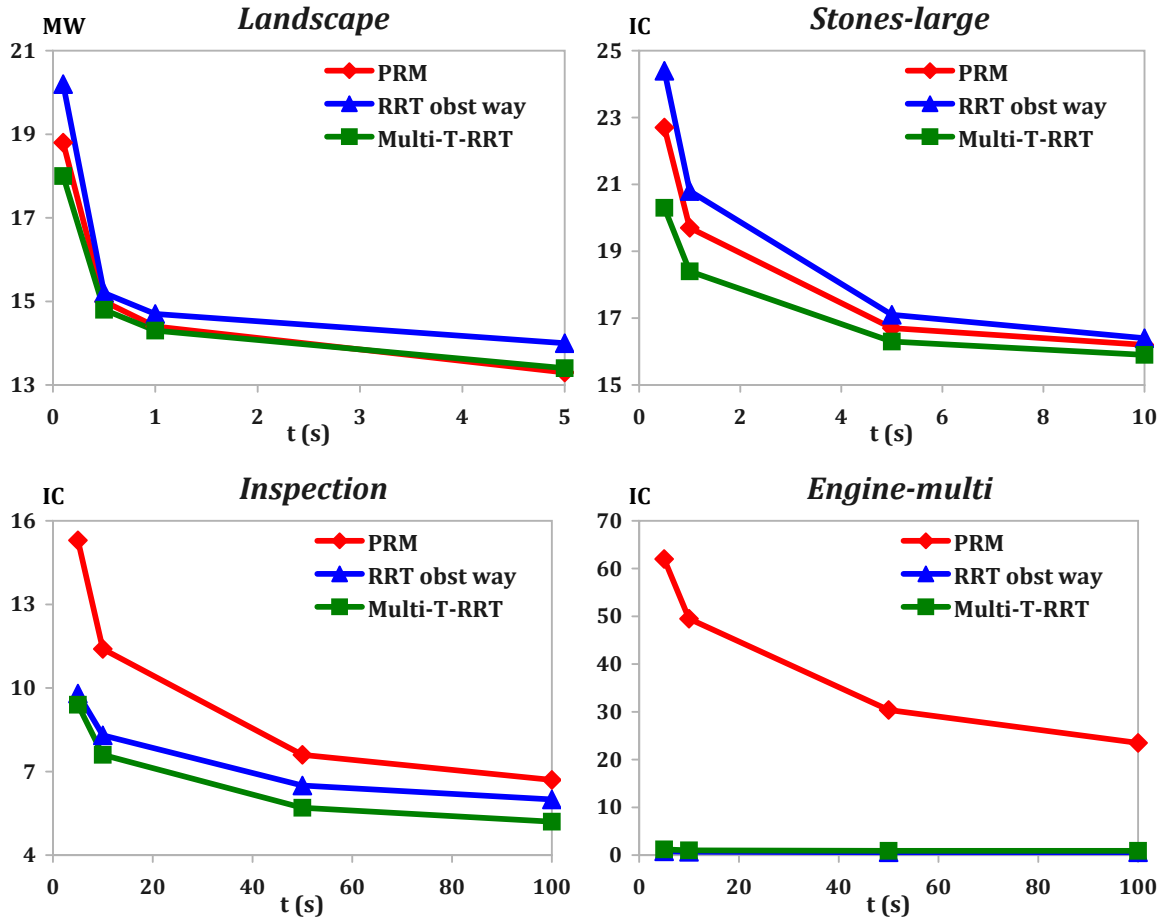 MW
Landscape
21
19
17
15
13
PRM
RRT obst way
Multi-T-RRT
0 1 2 3 4 5
t (s)
IC
Stones-large
25
23
21
19
17
15
PRM
RRT obst way
Multi-T-RRT
0 2 4 6 8 10
t (s)
IC
Inspection
16
13
10
7
4
PRM
RRT obst way
Multi-T-RRT
0 20 40 60 80 100
t (s)
IC
Engine-multi
70
60
50
40
30
20
10
0
PRM
RRT obst way
Multi-T-RRT
0 20 40 60 80 100
t (s)